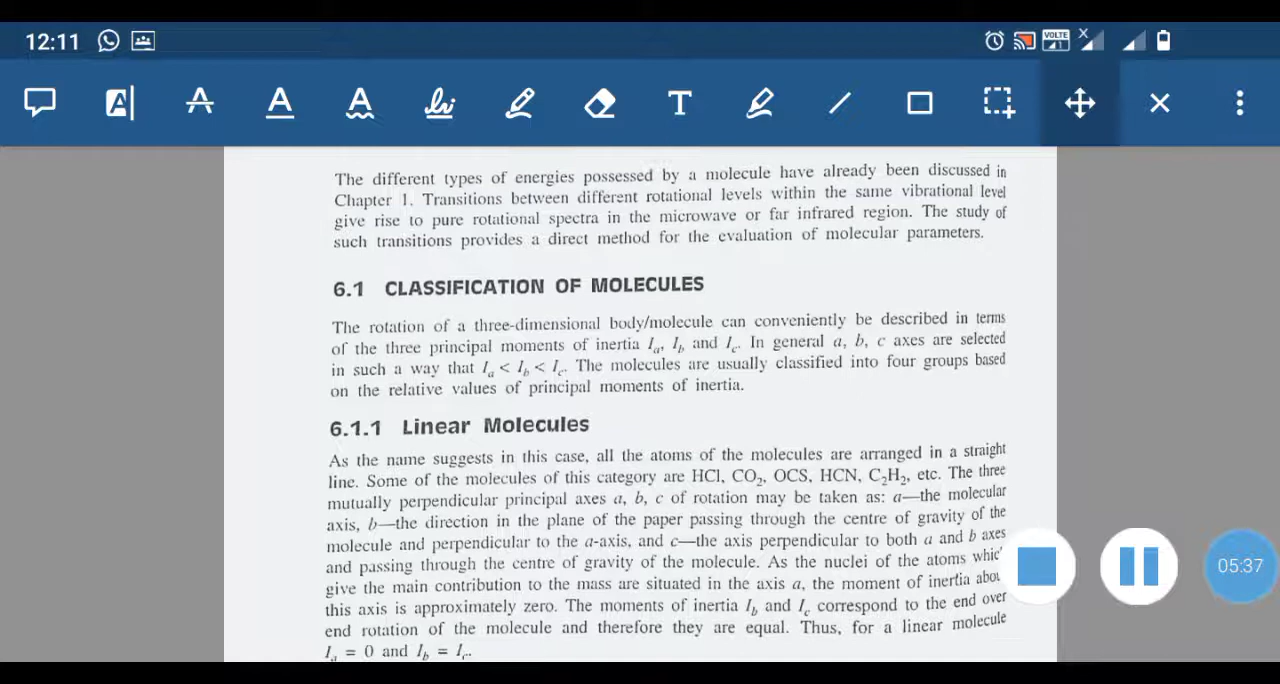 12:11
VOLTE
1
X
A
A
A
A
T
The different types of energies possessed by a molecule have already been discussed in
Chapter 1. Transitions between different rotational levels within the same vibrational level
give rise to pure rotational spectra in the microwave or far infrared region. The study of
such transitions provides a direct method for the evaluation of molecular parameters.
6.1 CLASSIFICATION OF MOLECULES
The rotation of a three-dimensional body/molecule can conveniently be described in terms
of the three principal moments of inertia Iₐ, I_b and I_c. In general a, b, c axes are selected
in such a way that Iₐ < I_b < I_c. The molecules are usually classified into four groups based
on the relative values of principal moments of inertia.
6.1.1 Linear Molecules
As the name suggests in this case, all the atoms of the molecules are arranged in a straight
line. Some of the molecules of this category are HCl, CO₂, OCS, HCN, C₂H₂, etc. The three
mutually perpendicular principal axes a, b, c of rotation may be taken as: a—the molecular
axis, b—the direction in the plane of the paper passing through the centre of gravity of the
molecule and perpendicular to the a-axis, and c—the axis perpendicular to both a and b axes
and passing through the centre of gravity of the molecule. As the nuclei of the atoms whic
give the main contribution to the mass are situated in the axis a, the moment of inertia abou
this axis is approximately zero. The moments of inertia I_b and I_c correspond to the end over
end rotation of the molecule and therefore they are equal. Thus, for a linear molecule
Iₐ = 0 and I_b = I_c.
05:37